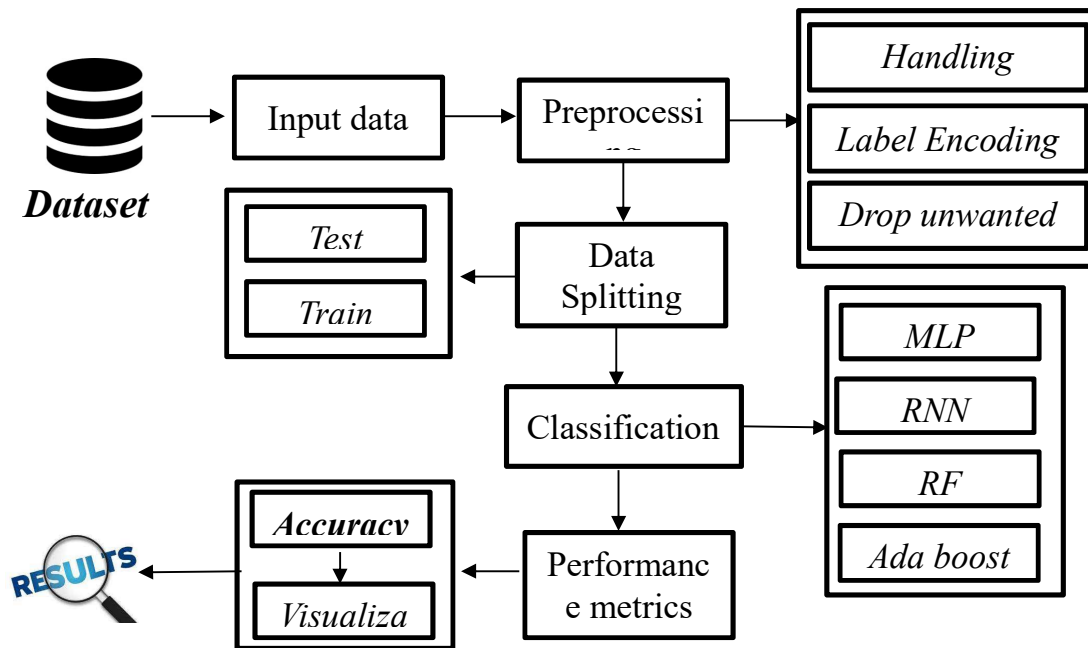 Dataset
Input data
Preprocessi
Handling
Label Encoding
Drop unwanted
Test
Train
Data
Splitting
Classification
MLP
RNN
RF
Ada boost
Performanc
e metrics
Accuracy
Visualiza
RESULTS